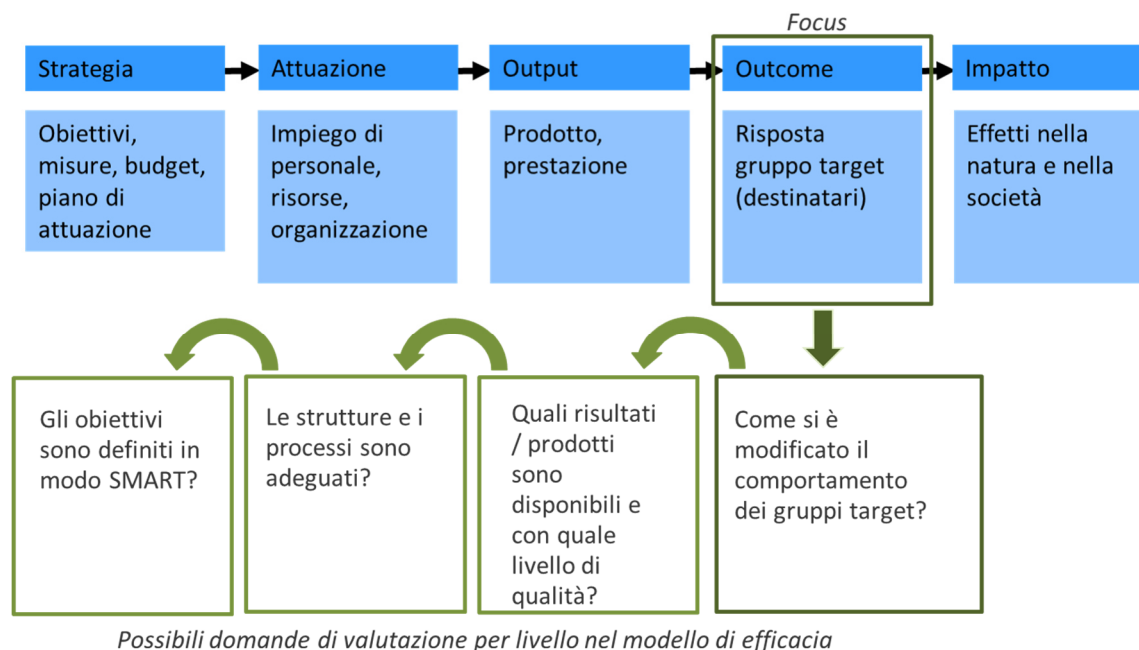 Focus
Strategia
Attuazione
Output
Outcome
Impatto
Obiettivi,
misure, budget,
piano di
attuazione
Impiego di
personale,
risorse,
organizzazione
Prodotto,
prestazione
Risposta
gruppo target
(destinatari)
Effetti nella
natura e nella
società
Gli obiettivi
sono definiti in
modo SMART?
Le strutture e i
processi sono
adeguati?
Quali risultati
/ prodotti
sono
disponibili e
con quale
livello di
qualità?
Come si è
modificato il
comportamento
dei gruppi target?
Possibili domande di valutazione per livello nel modello di efficacia